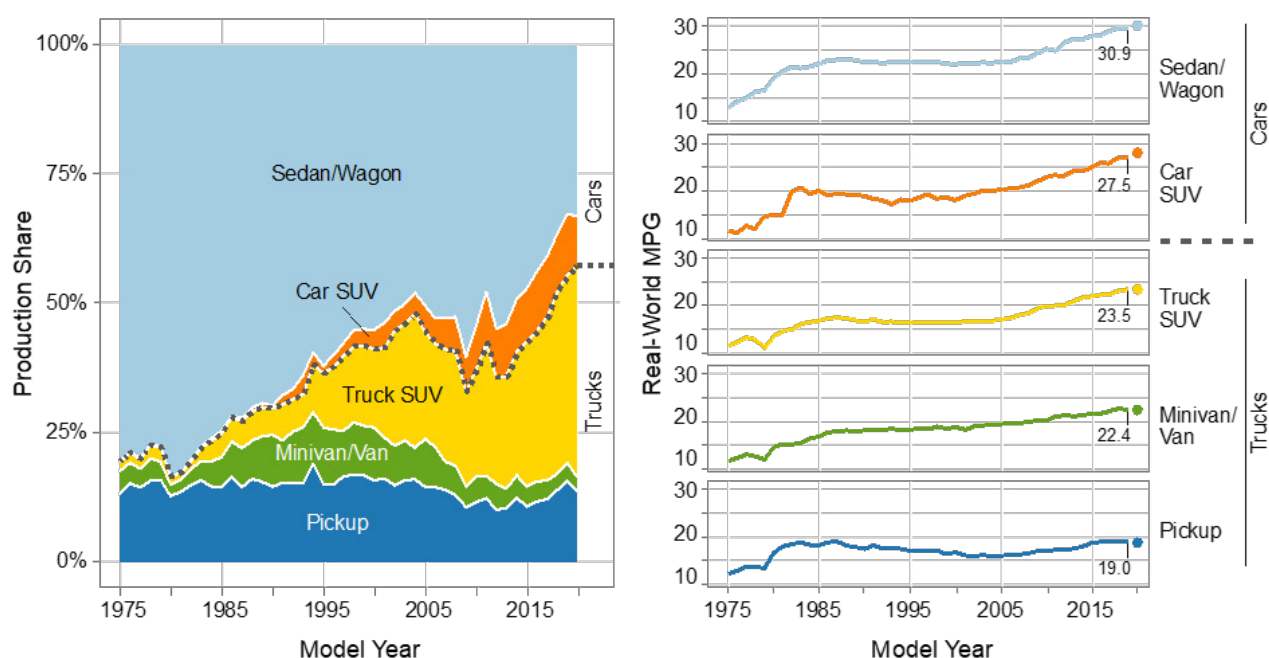 Production Share
100%
75%
50%
25%
0%
Sedan/Wagon
Car SUV
Truck SUV
Minivan/Van
Pickup
Cars
Trucks
1975
1985
1995
2005
2015
Model Year
Real-World MPG
30
20
10
30.9
Sedan/
Wagon
30
20
10
27.5
Car
SUV
Cars
30
20
10
23.5
Truck
SUV
30
20
10
22.4
Minivan/
Van
30
20
10
19.0
Pickup
Trucks
1975
1985
1995
2005
2015
Model Year